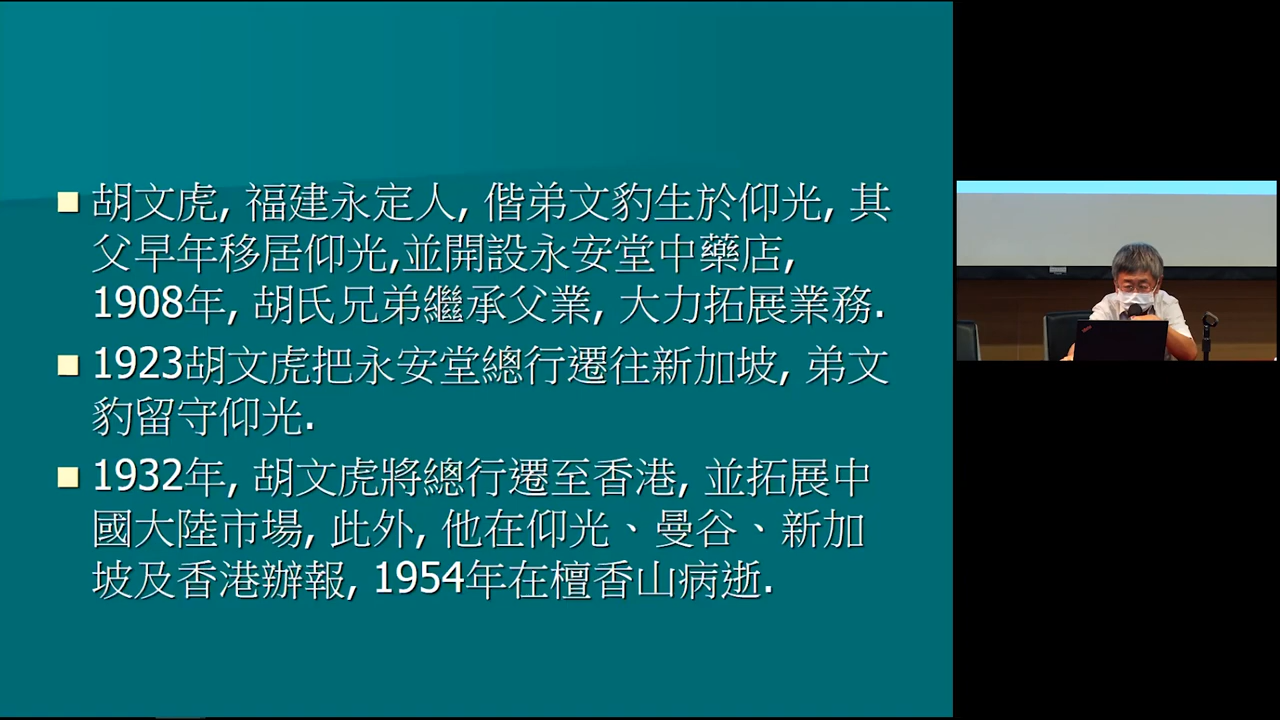 胡文虎, 福建永定人, 偕弟文豹生於仰光, 其
父早年移居仰光,並開設永安堂中藥店,
1908年, 胡氏兄弟繼承父業, 大力拓展業務.
1923胡文虎把永安堂總行遷往新加坡, 弟文
豹留守仰光.
1932年, 胡文虎將總行遷至香港, 並拓展中
國大陸市場, 此外, 他在仰光、曼谷、新加
坡及香港辦報, 1954年在檀香山病逝.